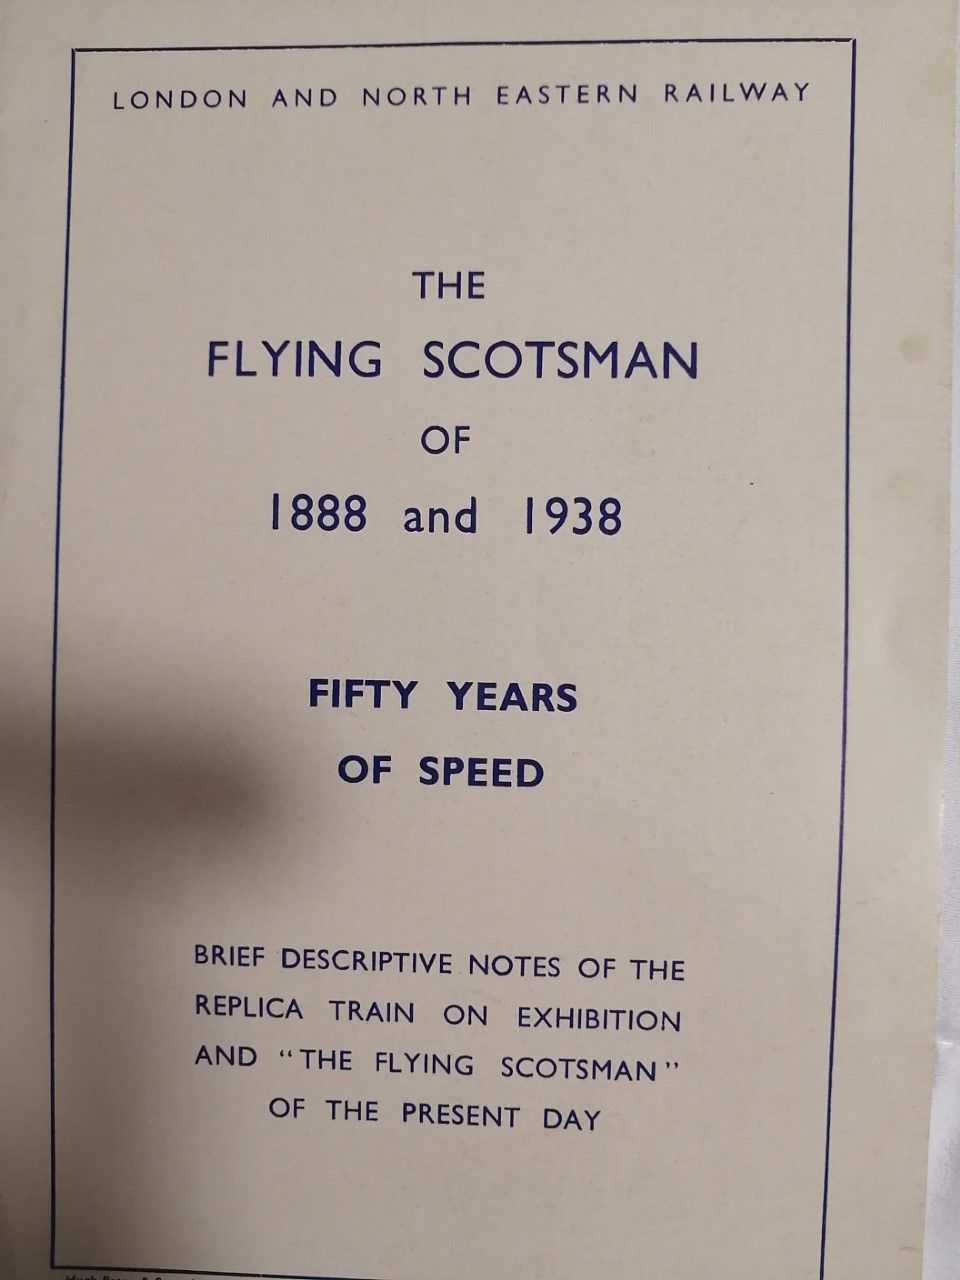 LONDON AND NORTH EASTERN RAILWAY
THE
FLYING SCOTSMAN
OF
1888 and 1938
FIFTY YEARS
OF SPEED
BRIEF DESCRIPTIVE NOTES OF THE
REPLICA TRAIN ON EXHIBITION
AND "THE FLYING SCOTSMAN"
OF THE PRESENT DAY